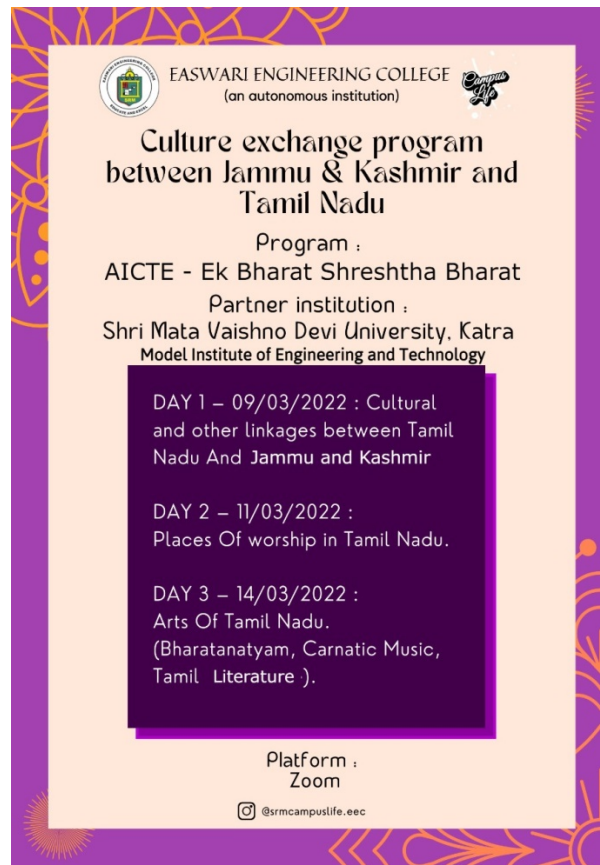 EASWARI ENGINEERING COLLEGE
(an autonomous institution)
Campus
Life
Culture exchange program
between Jammu & Kashmir and
Tamil Nadu
Program :
AICTE - Ek Bharat Shreshtha Bharat
Partner institution :
Shri Mata Vaishno Devi University, Katra
Model Institute of Engineering and Technology
DAY 1 – 09/03/2022 : Cultural
and other linkages between Tamil
Nadu And Jammu and Kashmir
DAY 2 – 11/03/2022 :
Places Of worship in Tamil Nadu.
DAY 3 – 14/03/2022 :
Arts Of Tamil Nadu.
(Bharatanatyam, Carnatic Music,
Tamil Literature ).
Platform :
Zoom
@srmcampuslife.eec